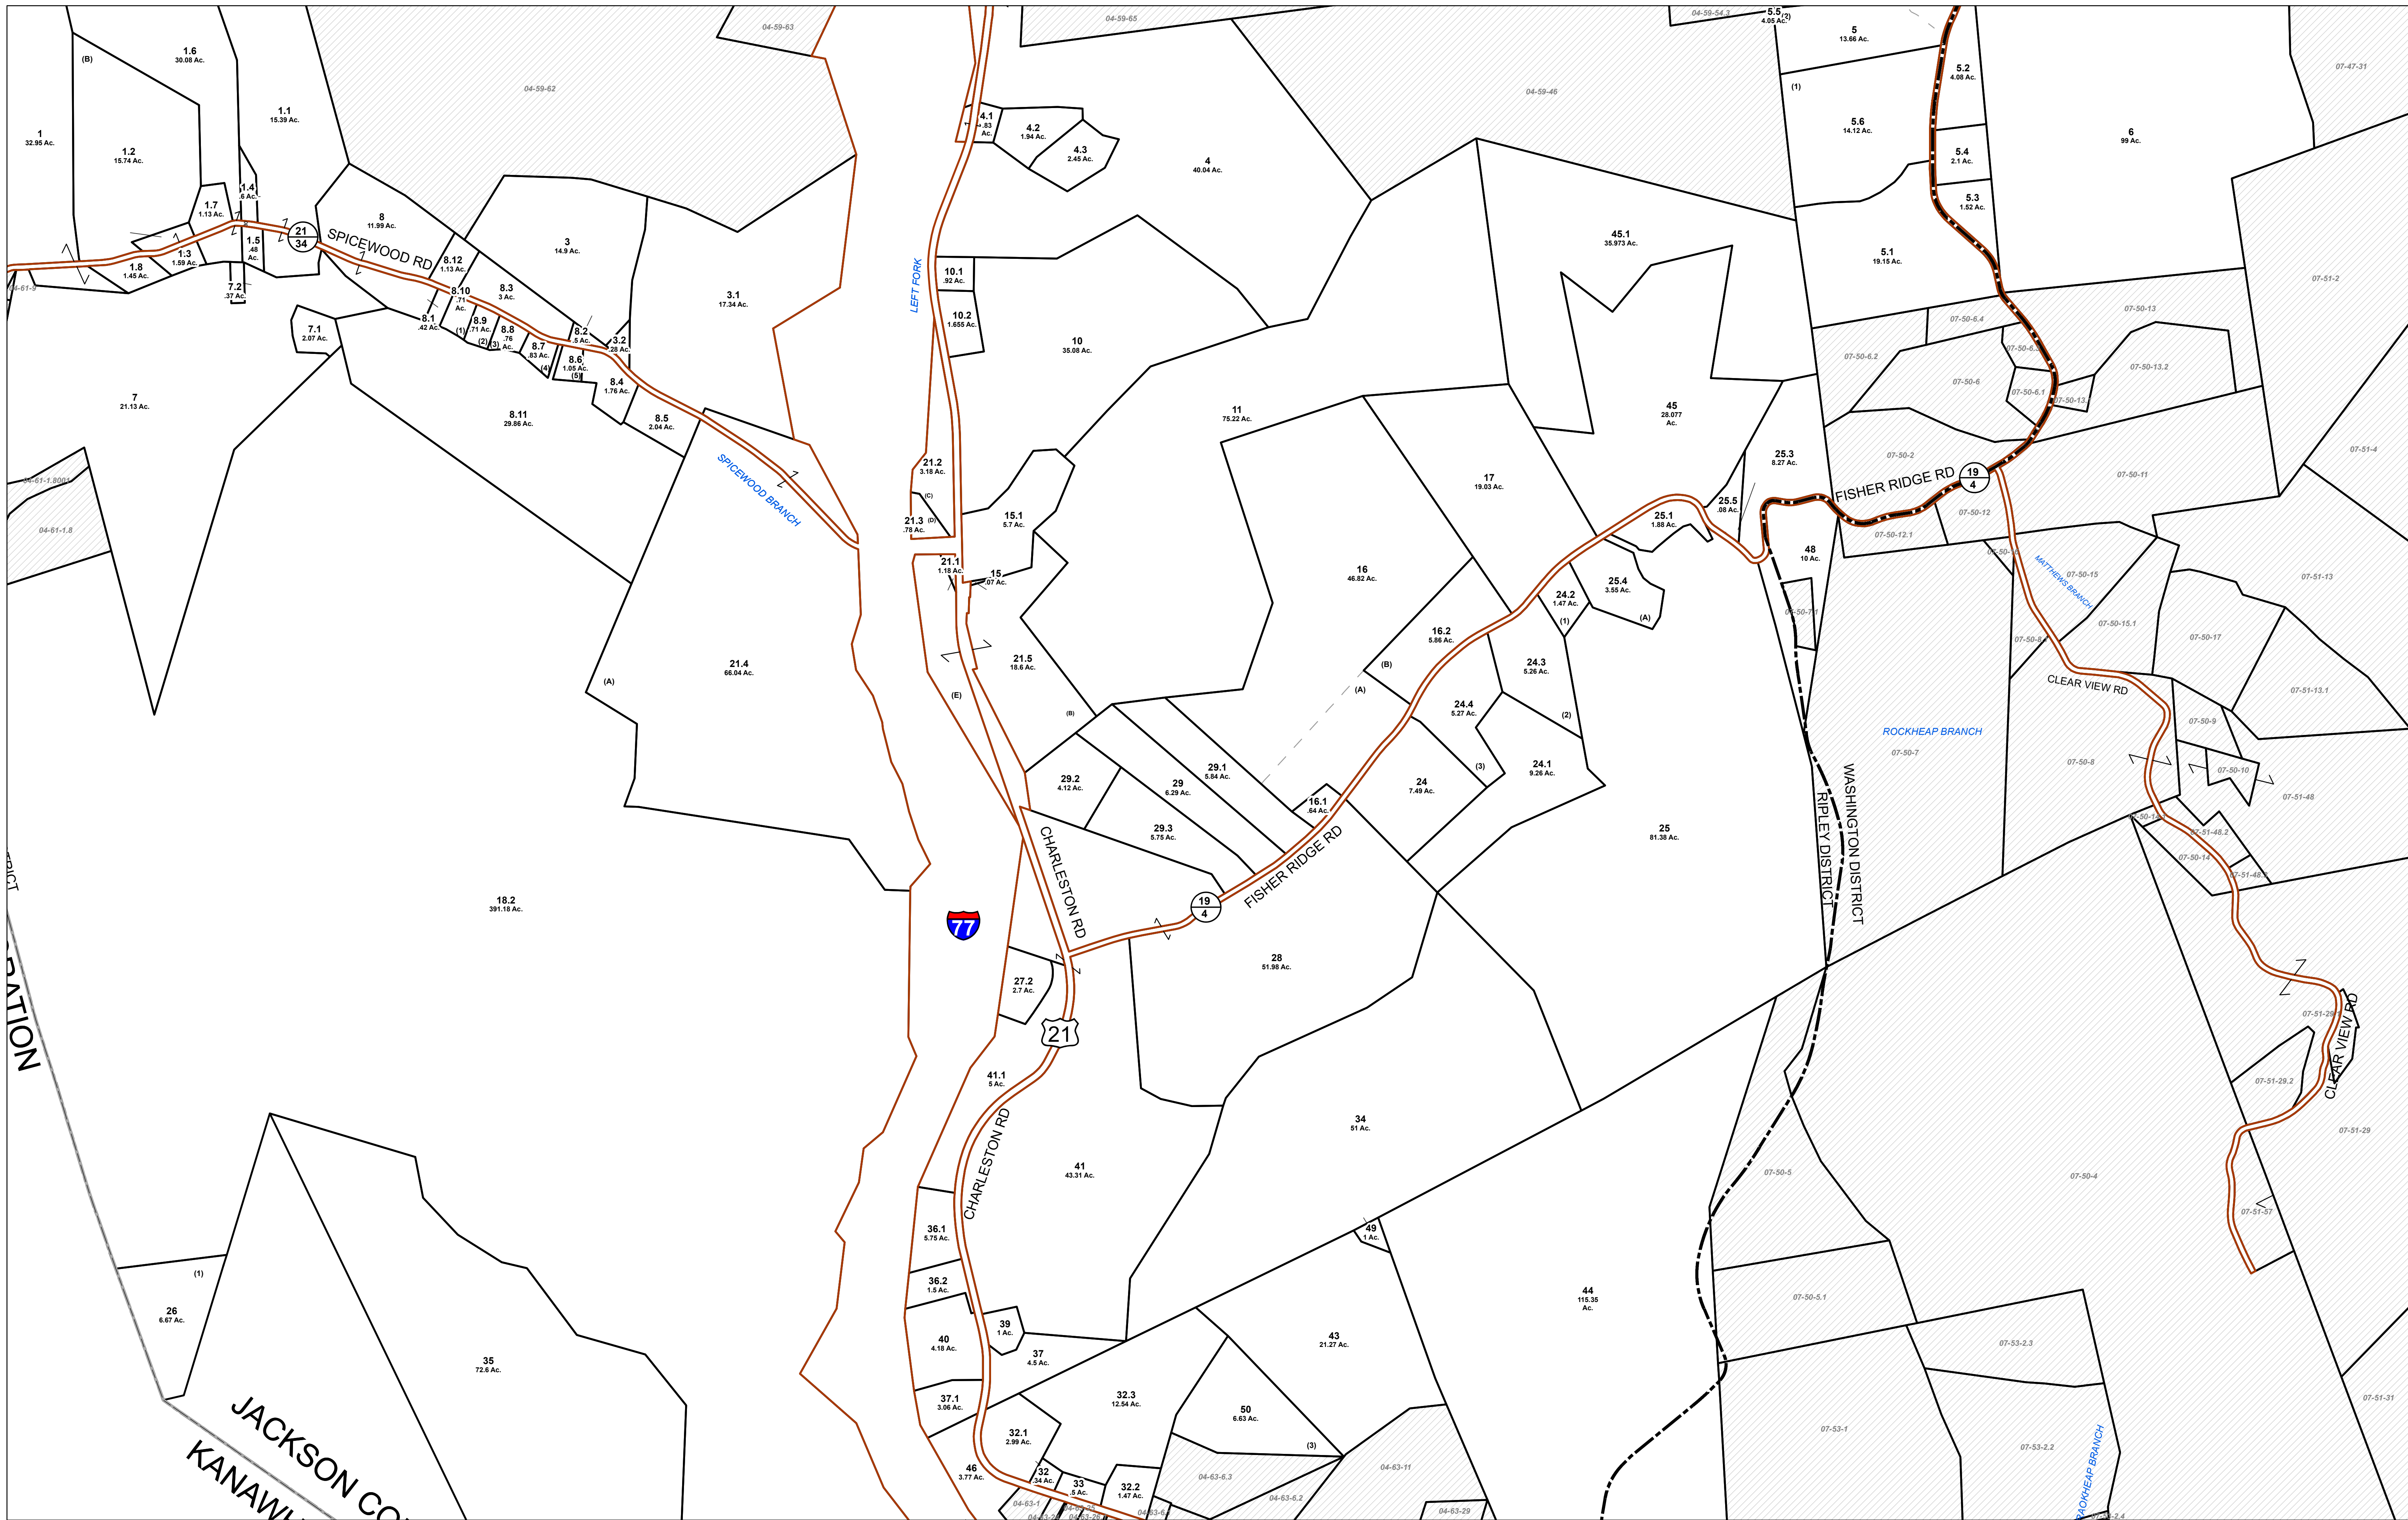 04-59-63
04-59-65
04-59-54.3
5.5
(2)
4.05 Ac.
5
13.66 Ac.
1.6
30.08 Ac.
(B)
04-59-62
04-59-46
5.2
4.08 Ac.
07-47-31
(1)
1.1
15.39 Ac.
4.1
.83
Ac.
4.2
1.94 Ac.
4.3
2.45 Ac.
5.6
14.12 Ac.
6
99 Ac.
1
32.95 Ac.
1.2
15.74 Ac.
4
40.04 Ac.
5.4
2.1 Ac.
1.4
.6 Ac.
1.7
1.13 Ac.
5.3
1.52 Ac.
8
11.99 Ac.
21
34
SPICEWOOD RD
1.5
.48
Ac.
1.3
1.59 Ac.
1.8
1.45 Ac.
3
14.9 Ac.
45.1
35.973 Ac.
5.1
19.15 Ac.
8.12
1.13 Ac.
LEFT FORK
10.1
.92 Ac.
07-51-2
04-61-9
7.2
.37 Ac.
8.10
.71
Ac.
8.3
3 Ac.
3.1
17.34 Ac.
07-50-13
07-50-6.4
8.1
.42 Ac.
(1)
8.9
.71 Ac.
(2)
8.8
.76
Ac.
(3)
8.2
.5 Ac.
3.2
.28 Ac.
10.2
1.655 Ac.
7.1
2.07 Ac.
8.7
.83 Ac.
(4)
8.6
1.05 Ac.
(5)
10
35.08 Ac.
07-50-6.2
07-50-13.2
07-50-6
07-50-6.1
8.4
1.76 Ac.
7
21.13 Ac.
8.11
29.86 Ac.
8.5
2.04 Ac.
11
75.22 Ac.
45
28.077
Ac.
25.3
8.27 Ac.
07-50-2
07-51-4
21.2
3.18 Ac.
(C)
SPICEWOOD BRANCH
17
19.03 Ac.
FISHER RIDGE RD
19
4
07-50-11
04-61-1.8001
25.5
.08 Ac.
21.3
.78 Ac.
(D)
15.1
5.7 Ac.
25.1
1.88 Ac.
07-50-12
04-61-1.8
07-50-12.1
48
10 Ac.
21.1
1.18 Ac.
15
.07 Ac.
16
46.82 Ac.
MATTHEWS BRANCH
07-50-15
07-51-13
25.4
3.55 Ac.
24.2
1.47 Ac.
(1)
(A)
07-50-7.1
07-50-15.1
16.2
5.86 Ac.
07-50-17
21.4
66.04 Ac.
21.5
18.6 Ac.
(B)
24.3
5.26 Ac.
(A)
(E)
(A)
CLEAR VIEW RD
07-51-13.1
24.4
5.27 Ac.
(B)
(2)
07-50-9
ROCKHEAP BRANCH
07-50-7
07-50-8
29.2
4.12 Ac.
29.1
5.84 Ac.
24.1
9.26 Ac.
(3)
07-50-10
29
6.29 Ac.
24
7.49 Ac.
16.1
.64 Ac.
07-51-48
29.3
5.75 Ac.
25
81.38 Ac.
07-51-48.2
07-50-14
CHARLESTON RD
FISHER RIDGE RD
RIPLEY DISTRICT
WASHINGTON DISTRICT
18.2
391.18 Ac.
19
4
77
28
51.98 Ac.
27.2
2.7 Ac.
21
07-51-29.2
CLEAR VIEW RD
41.1
5 Ac.
34
51 Ac.
07-51-29
CHARLESTON RD
41
43.31 Ac.
07-50-5
07-50-4
07-51-57
36.1
5.75 Ac.
49
1 Ac.
(1)
26
6.67 Ac.
36.2
1.5 Ac.
44
115.35
Ac.
07-50-5.1
39
1 Ac.
40
4.18 Ac.
37
4.5 Ac.
43
21.27 Ac.
07-53-2.3
35
72.6 Ac.
37.1
3.06 Ac.
32.3
12.54 Ac.
50
6.63 Ac.
(3)
07-51-31
07-53-1
32.1
2.99 Ac.
07-53-2.2
46
3.77 Ac.
32
.34 Ac.
33
.5 Ac.
32.2
1.47 Ac.
04-63-6.3
04-63-11
04-63-6.2
04-63-1
04-63-29
JACKSON CO
KANAWH